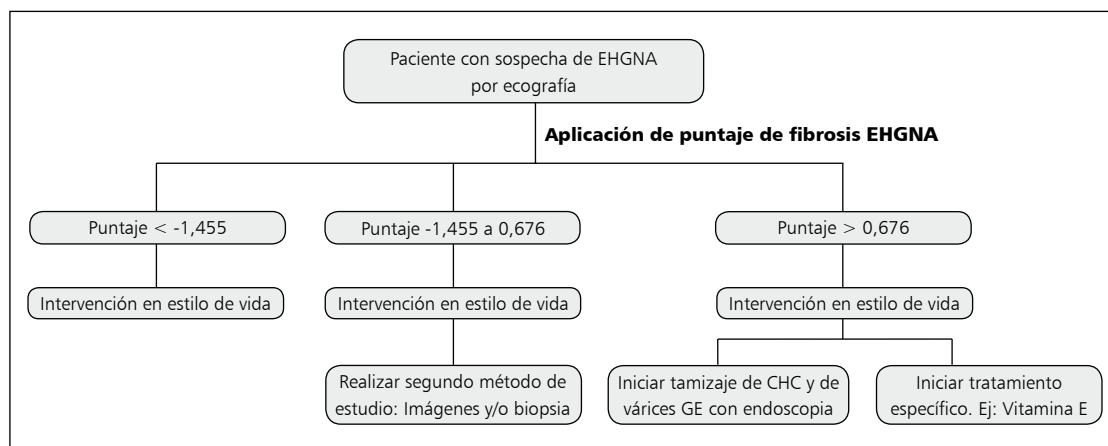 Paciente con sospecha de EHGNA
por ecografía
Aplicación de puntaje de fibrosis EHGNA
Puntaje < -1,455
Puntaje -1,455 a 0,676
Puntaje > 0,676
Intervención en estilo de vida
Intervención en estilo de vida
Intervención en estilo de vida
Realizar segundo método de
estudio: Imágenes y/o biopsia
Iniciar tamizaje de CHC y de
várices GE con endoscopia
Iniciar tratamiento
específico. Ej: Vitamina E